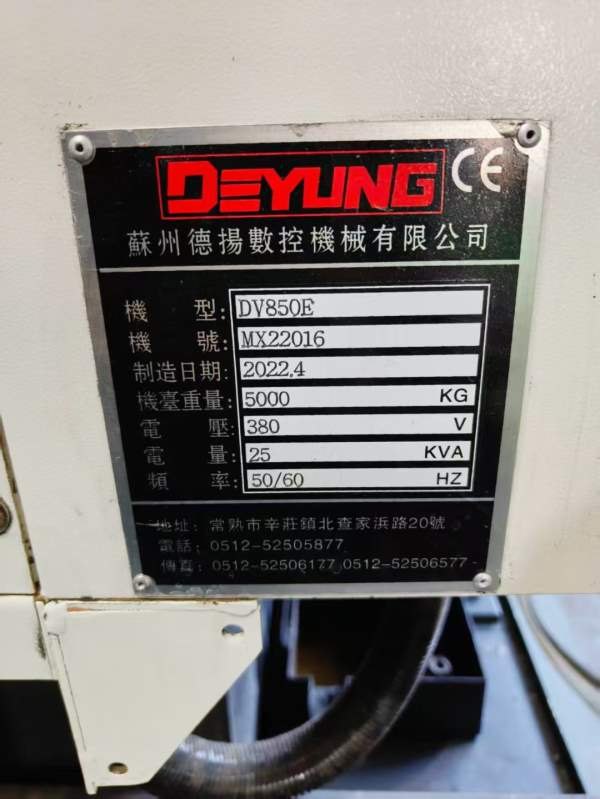 DEYUNG CE
蘇州德揚數控機械有限公司
機 型: DV850E
機 號: MX22016
制造日期: 2022.4
機臺重量: 5000 KG
電 壓: 380 V
電 量: 25 KVA
頻 率: 50/60 HZ
地址: 常熟市辛莊鎮北查家浜路20號
電話: 0512-52505877
傳真: 0512-52506177 0512-52506577